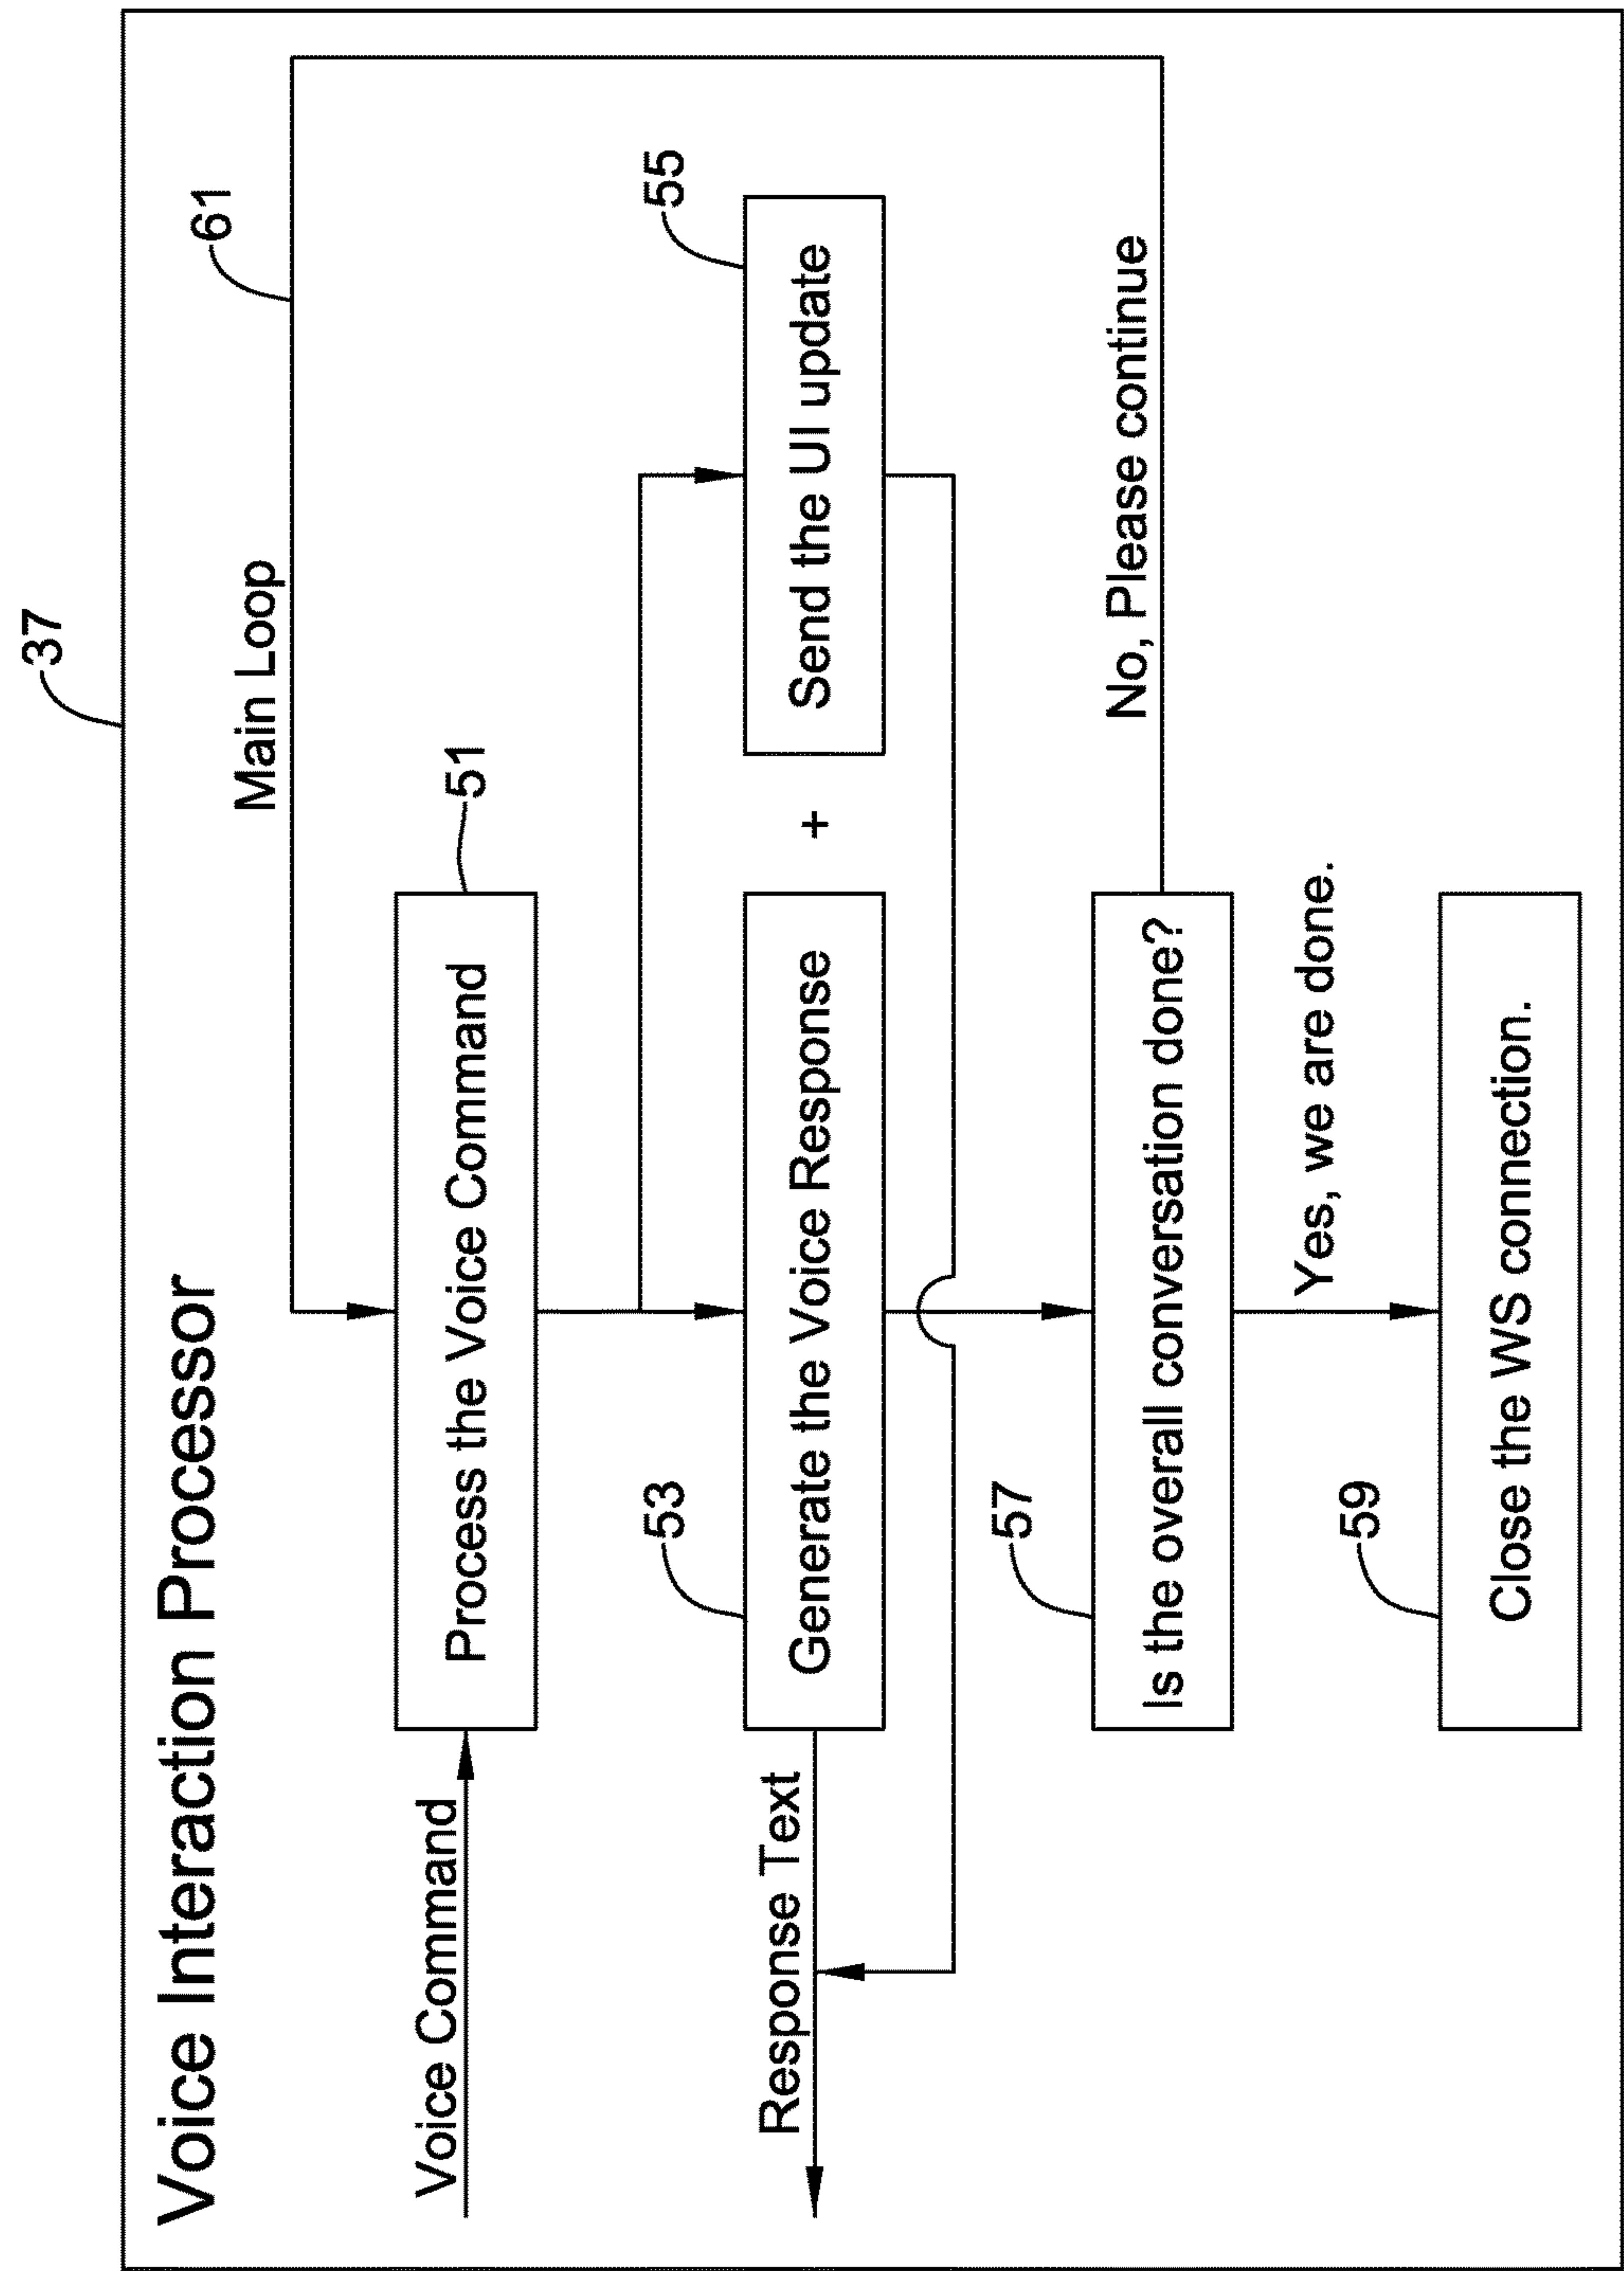 37
Voice Interaction Processor
Main Loop
61
Voice Command
Process the Voice Command
51
53
Response Text
Generate the Voice Response
+
Send the UI update
55
57
Is the overall conversation done?
No, Please continue
Yes, we are done.
59
Close the WS connection.